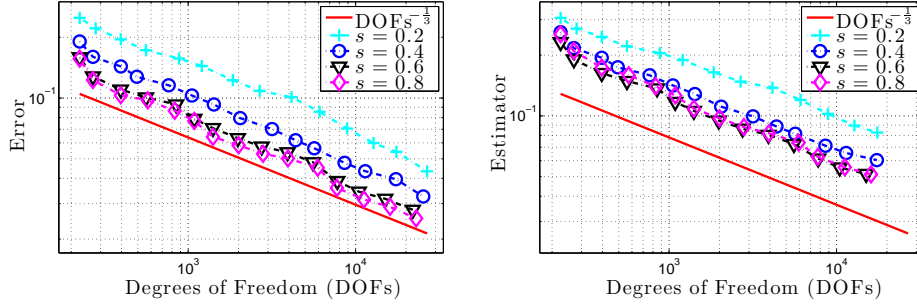 DOFs^{-\frac{1}{3}}
s = 0.2
s = 0.4
s = 0.6
s = 0.8
10^{-1}
Error
10^3
10^4
Degrees of Freedom (DOFs)
DOFs^{-\frac{1}{3}}
s = 0.2
s = 0.4
s = 0.6
s = 0.8
10^{-1}
Estimator
10^3
10^4
Degrees of Freedom (DOFs)